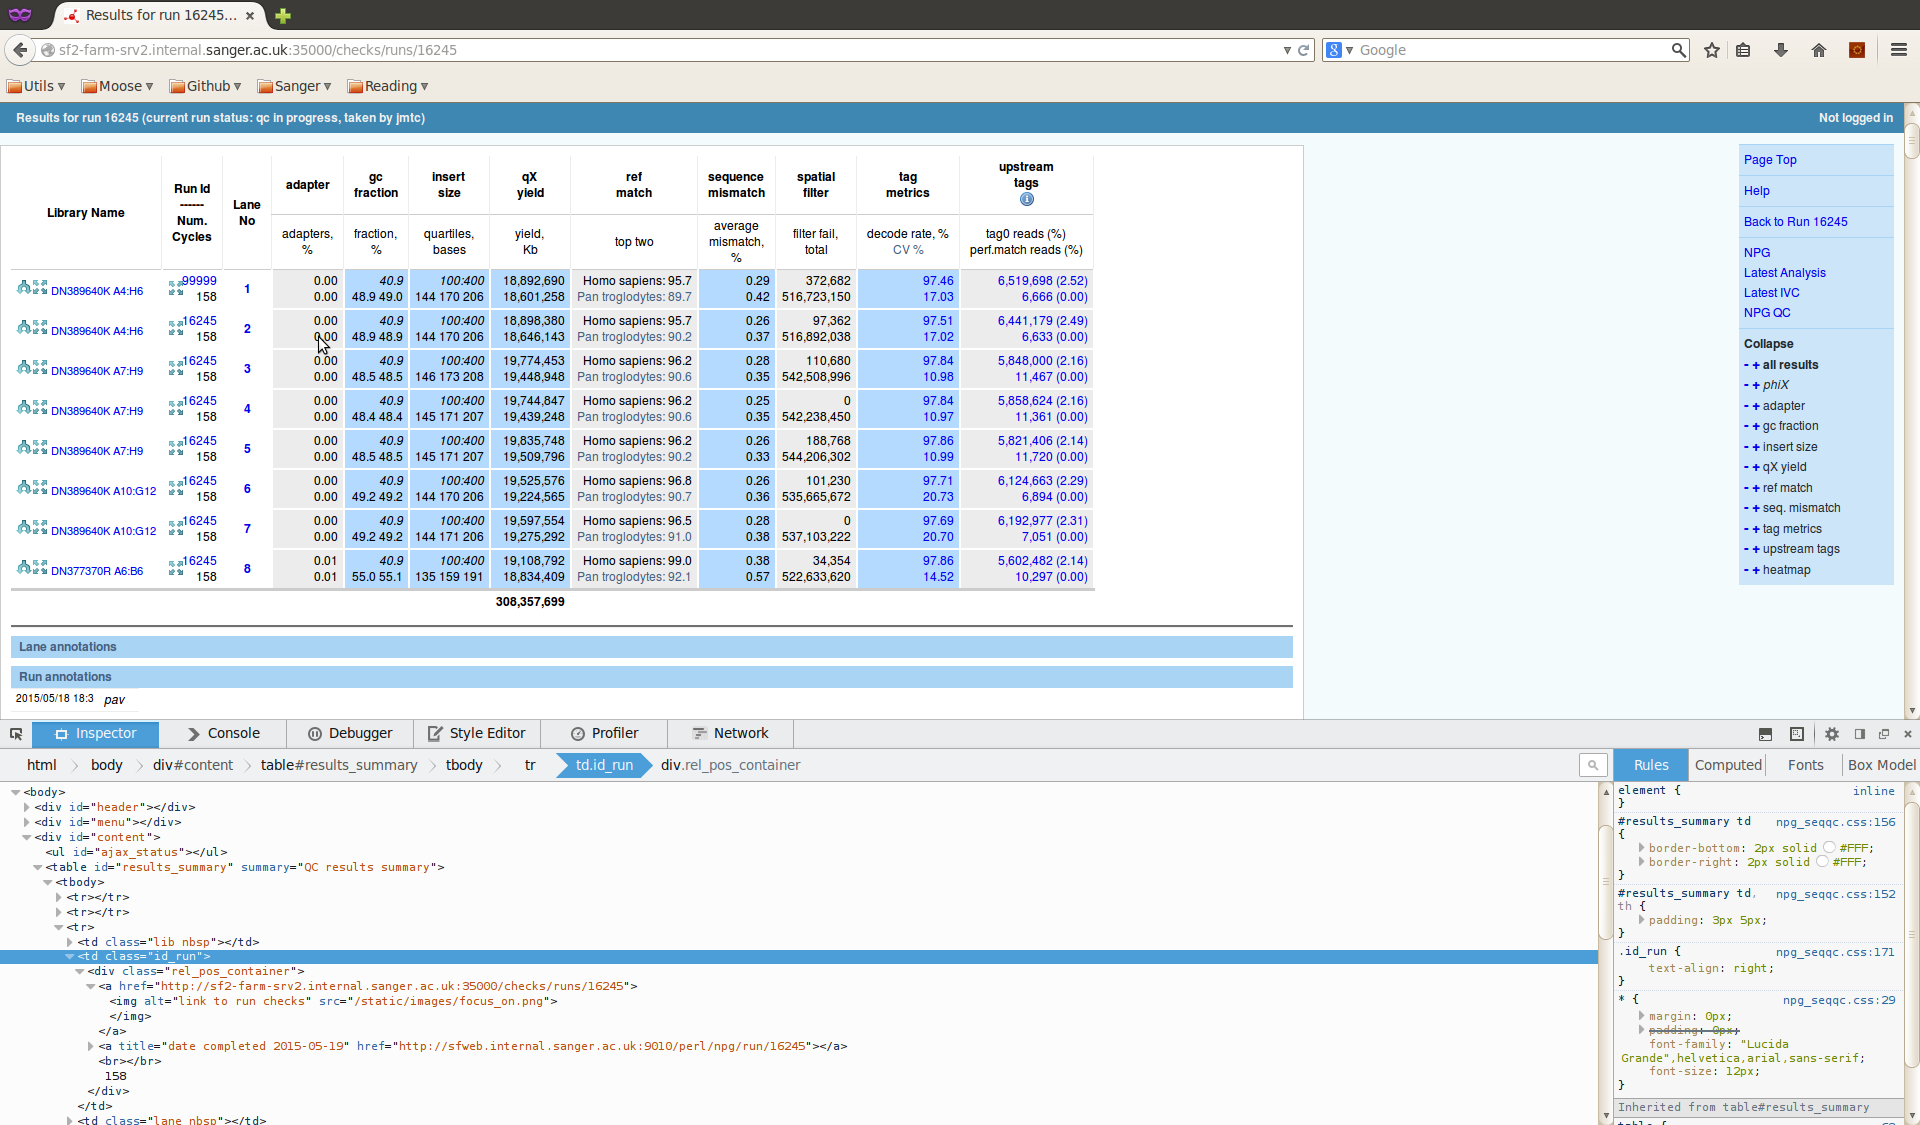 Results for run 16245...
sf2-farm-srv2.internal.sanger.ac.uk:35000/checks/runs/16245
Google
Utils Moose Github Sanger Reading
Results for run 16245 (current run status: qc in progress, taken by jmtc) Not logged in
Library Name Run Id ------ Num. Cycles Lane No adapter gc fraction insert size qX yield ref match sequence mismatch spatial filter tag metrics upstream tags
adapters, % fraction, % quartiles, bases yield, Kb top two average mismatch, % filter fail, total decode rate, % CV % tag0 reads (%) perf.match reads (%)
DN389640K A4:H6 99999 158 1 0.00 0.00 40.9 48.9 49.0 100:400 144 170 206 18,892,690 18,601,258 Homo sapiens: 95.7 Pan troglodytes: 89.7 0.29 0.42 372,682 516,723,150 97.46 17.03 6,519,698 (2.52) 6,666 (0.00)
DN389640K A4:H6 16245 158 2 0.00 0.00 40.9 48.9 48.9 100:400 144 170 206 18,898,380 18,646,143 Homo sapiens: 95.7 Pan troglodytes: 90.2 0.26 0.37 97,362 516,892,038 97.51 17.02 6,441,179 (2.49) 6,633 (0.00)
DN389640K A7:H9 16245 158 3 0.00 0.00 40.9 48.5 48.5 100:400 146 173 208 19,774,453 19,448,948 Homo sapiens: 96.2 Pan troglodytes: 90.6 0.28 0.35 110,680 542,508,996 97.84 10.98 5,848,000 (2.16) 11,467 (0.00)
DN389640K A7:H9 16245 158 4 0.00 0.00 40.9 48.4 48.4 100:400 145 171 207 19,744,847 19,439,248 Homo sapiens: 96.2 Pan troglodytes: 90.6 0.25 0.35 0 542,238,450 97.84 10.97 5,858,624 (2.16) 11,361 (0.00)
DN389640K A7:H9 16245 158 5 0.00 0.00 40.9 48.5 48.5 100:400 145 171 207 19,835,748 19,509,796 Homo sapiens: 96.2 Pan troglodytes: 90.2 0.26 0.33 188,768 544,206,302 97.86 10.99 5,821,406 (2.14) 11,720 (0.00)
DN389640K A10:G12 16245 158 6 0.00 0.00 40.9 49.2 49.2 100:400 144 170 206 19,525,576 19,224,565 Homo sapiens: 96.8 Pan troglodytes: 90.7 0.26 0.36 101,230 535,665,672 97.71 20.73 6,124,663 (2.29) 6,894 (0.00)
DN389640K A10:G12 16245 158 7 0.00 0.00 40.9 49.2 49.2 100:400 144 171 206 19,597,554 19,275,292 Homo sapiens: 96.5 Pan troglodytes: 91.0 0.28 0.38 0 537,103,222 97.69 20.70 6,192,977 (2.31) 7,051 (0.00)
DN377370R A6:B6 16245 158 8 0.01 0.01 40.9 55.0 55.1 100:400 135 159 191 19,108,792 18,834,409 Homo sapiens: 99.0 Pan troglodytes: 92.1 0.38 0.57 34,354 522,633,620 97.86 14.52 5,602,482 (2.14) 10,297 (0.00)
308,357,699
Lane annotations
Run annotations
2015/05/18 18:3 pav
Page Top
Help
Back to Run 16245
NPG
Latest Analysis
Latest IVC
NPG QC
Collapse
- + all results
- + phiX
- + adapter
- + gc fraction
- + insert size
- + qX yield
- + ref match
- + seq. mismatch
- + tag metrics
- + upstream tags
- + heatmap
Inspector Console Debugger Style Editor Profiler Network
html body div#content table#results_summary tbody tr td.id_run div.rel_pos_container
<body>
<div id="header"></div>
<div id="menu"></div>
<div id="content">
<ul id="ajax_status"></ul>
<table id="results_summary" summary="QC results summary">
<tbody>
<tr></tr>
<tr></tr>
<tr>
<td class="lib nbsp"></td>
<td class="id_run">
<div class="rel_pos_container">
<a href="http://sf2-farm-srv2.internal.sanger.ac.uk:35000/checks/runs/16245">
<img alt="link to run checks" src="/static/images/focus_on.png">
</img>
</a>
<a title="date completed 2015-05-19" href="http://sfweb.internal.sanger.ac.uk:9010/perl/npg/run/16245"></a>
<br></br>
158
</div>
</td>
<td class="lane nbsp"></td>
Rules Computed Fonts Box Model
element { inline
}
#results_summary td npg_seqqc.css:156
{
border-bottom: 2px solid #FFF;
border-right: 2px solid #FFF;
}
#results_summary td, npg_seqqc.css:152
th {
padding: 3px 5px;
}
.id_run { npg_seqqc.css:171
text-align: right;
}
* { npg_seqqc.css:29
margin: 0px;
padding: 0px;
font-family: "Lucida
Grande",helvetica,arial,sans-serif;
font-size: 12px;
}
Inherited from table#results_summary